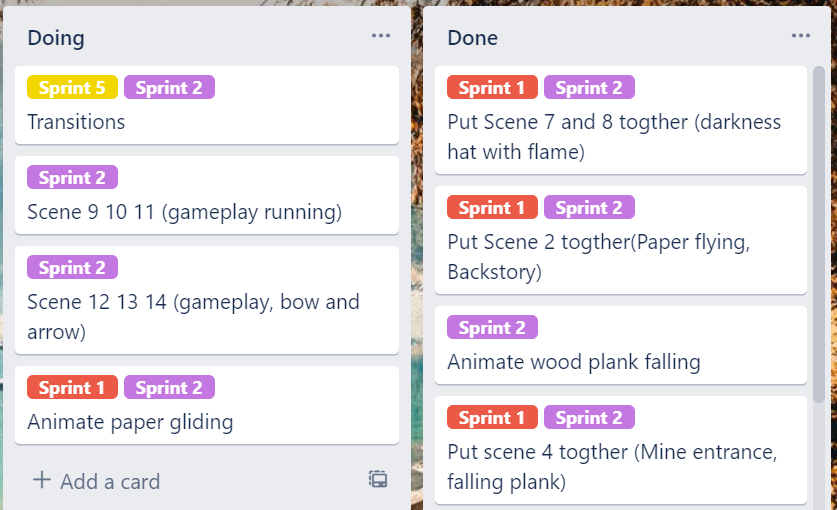 Doing
Sprint 5 Sprint 2
Transitions
Sprint 2
Scene 9 10 11 (gameplay running)
Sprint 2
Scene 12 13 14 (gameplay, bow and
arrow)
Sprint 1 Sprint 2
Animate paper gliding
Add a card
Done
Sprint 1 Sprint 2
Put Scene 7 and 8 togther (darkness
hat with flame)
Sprint 1 Sprint 2
Put Scene 2 togther(Paper flying,
Backstory)
Sprint 2
Animate wood plank falling
Sprint 1 Sprint 2
Put scene 4 togther (Mine entrance,
falling plank)